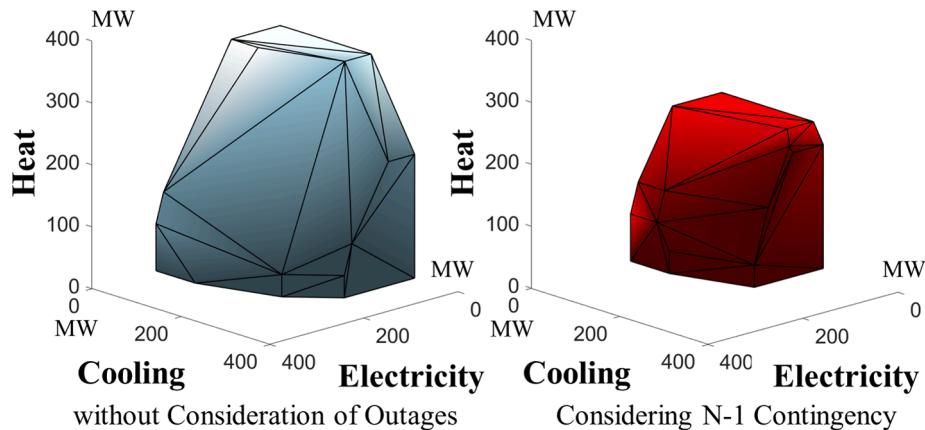 MW
400
300
200
100
0
Heat
0
MW
200
400
Cooling
400
200
0
MW
Electricity
without Consideration of Outages
MW
400
300
200
100
0
Heat
0
MW
200
400
Cooling
400
200
0
MW
Electricity
Considering N-1 Contingency